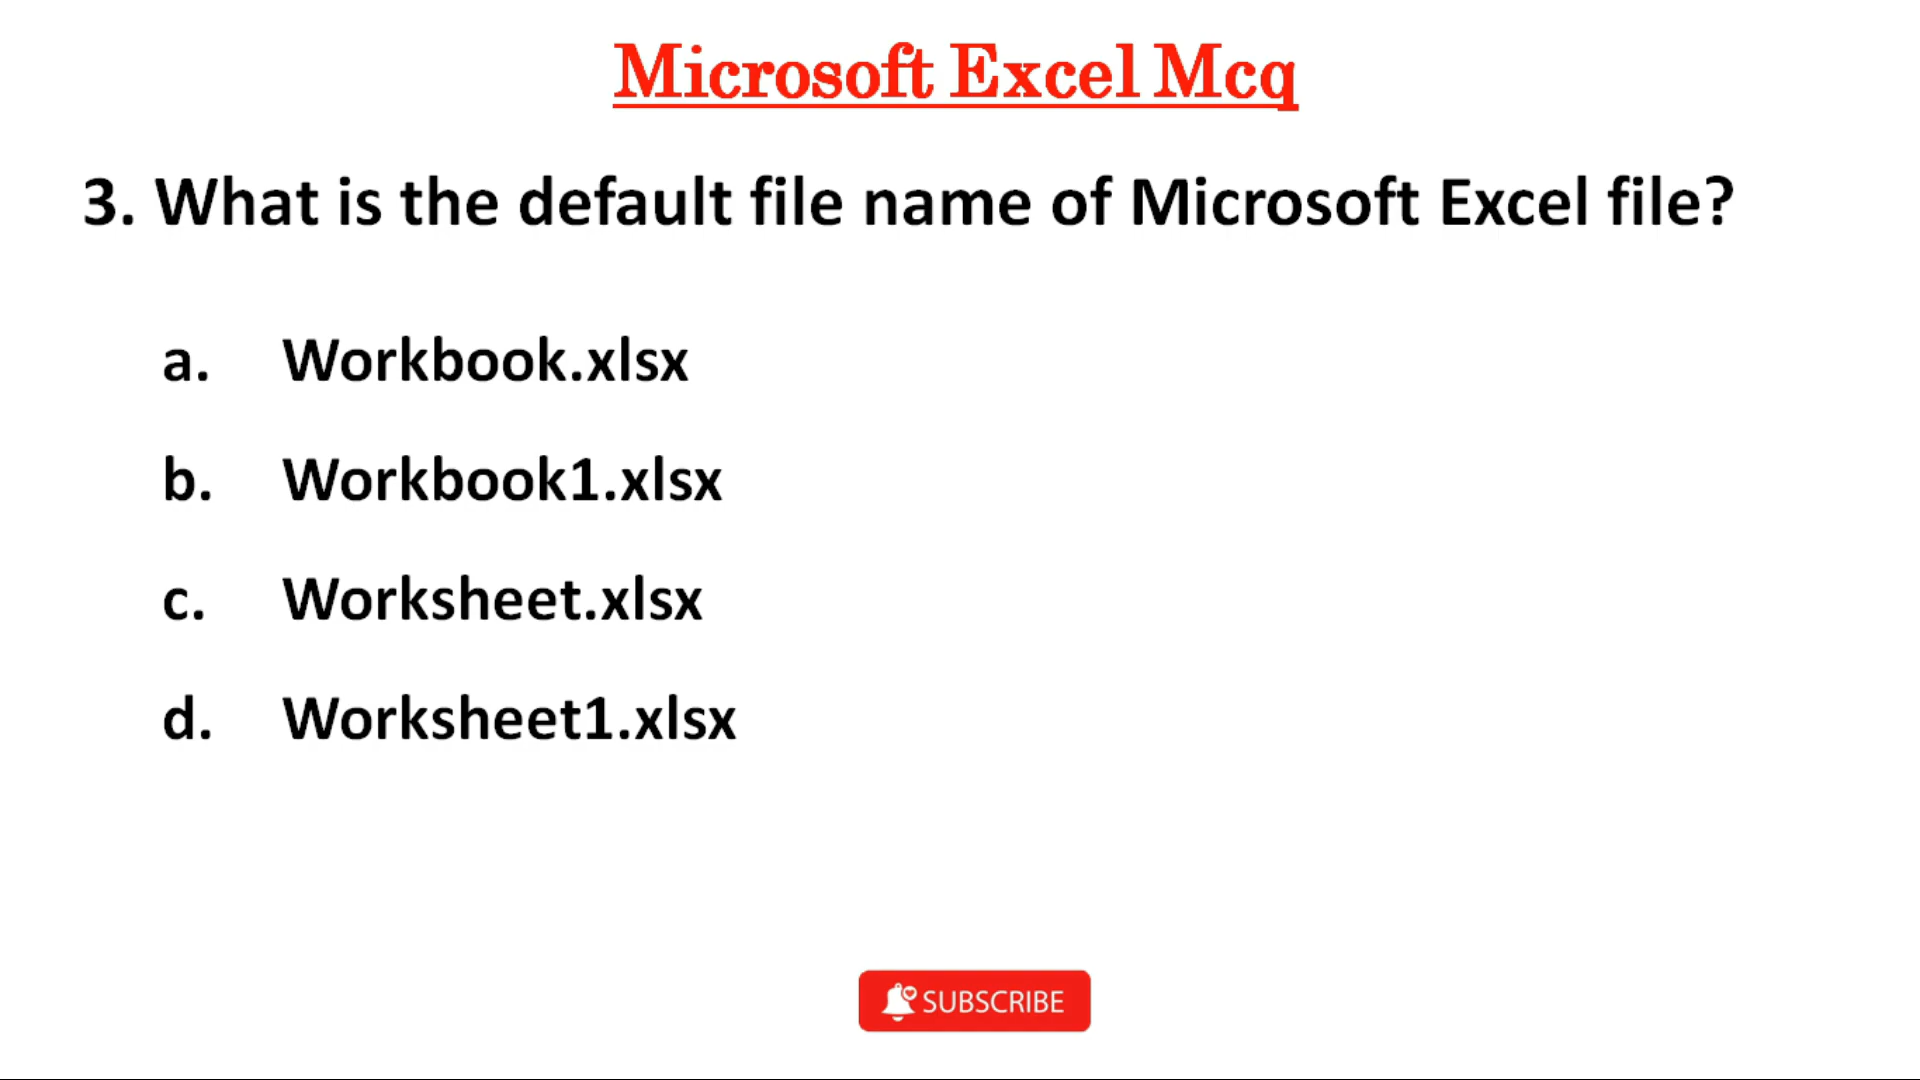 Microsoft Excel Mcq
3. What is the default file name of Microsoft Excel file?
a. Workbook.xlsx
b. Workbook1.xlsx
c. Worksheet.xlsx
d. Worksheet1.xlsx
SUBSCRIBE